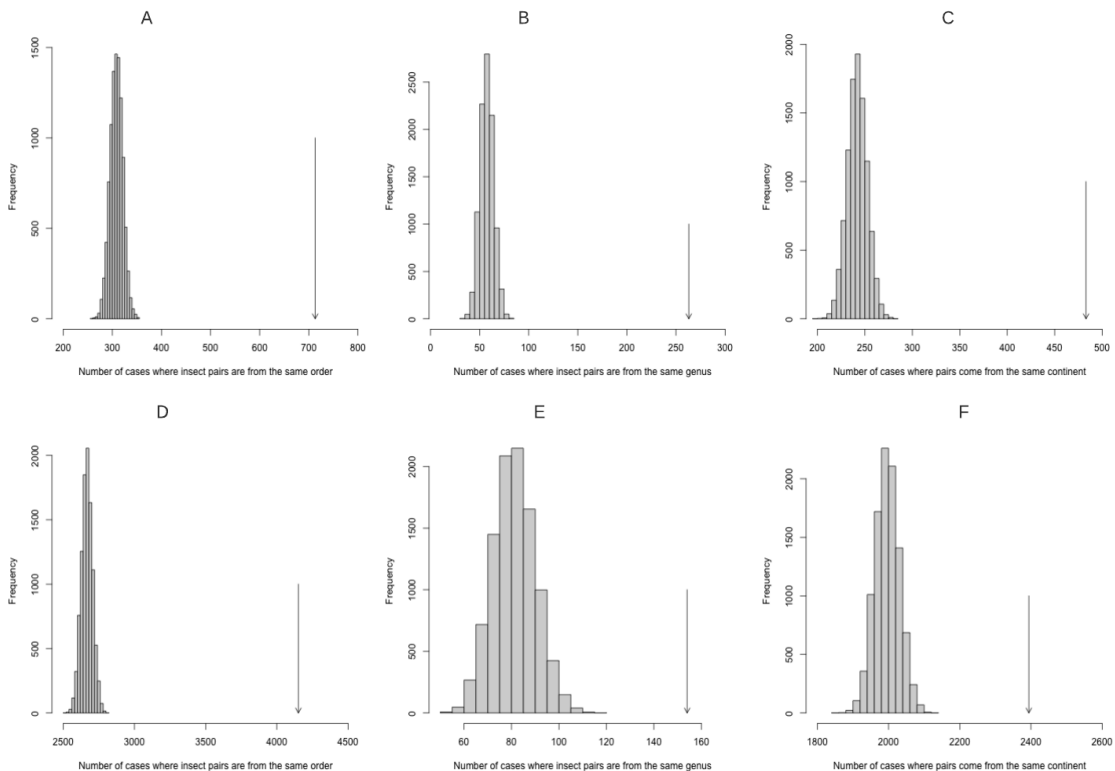 A
B
C
Frequency
0 500 1000 1500
200 300 400 500 600 700 800
Number of cases where insect pairs are from the same order
Frequency
0 500 1000 1500 2000 2500
0 50 100 150 200 250 300
Number of cases where insect pairs are from the same genus
Frequency
0 500 1000 1500 2000
200 250 300 350 400 450 500
Number of cases where pairs come from the same continent
D
E
F
Frequency
0 500 1000 1500 2000
2500 3000 3500 4000 4500
Number of cases where insect pairs are from the same order
Frequency
0 500 1000 1500 2000
60 80 100 120 140 160
Number of cases where insect pairs are from the same genus
Frequency
0 500 1000 1500 2000
1800 2000 2200 2400 2600
Number of cases where pairs come from the same continent